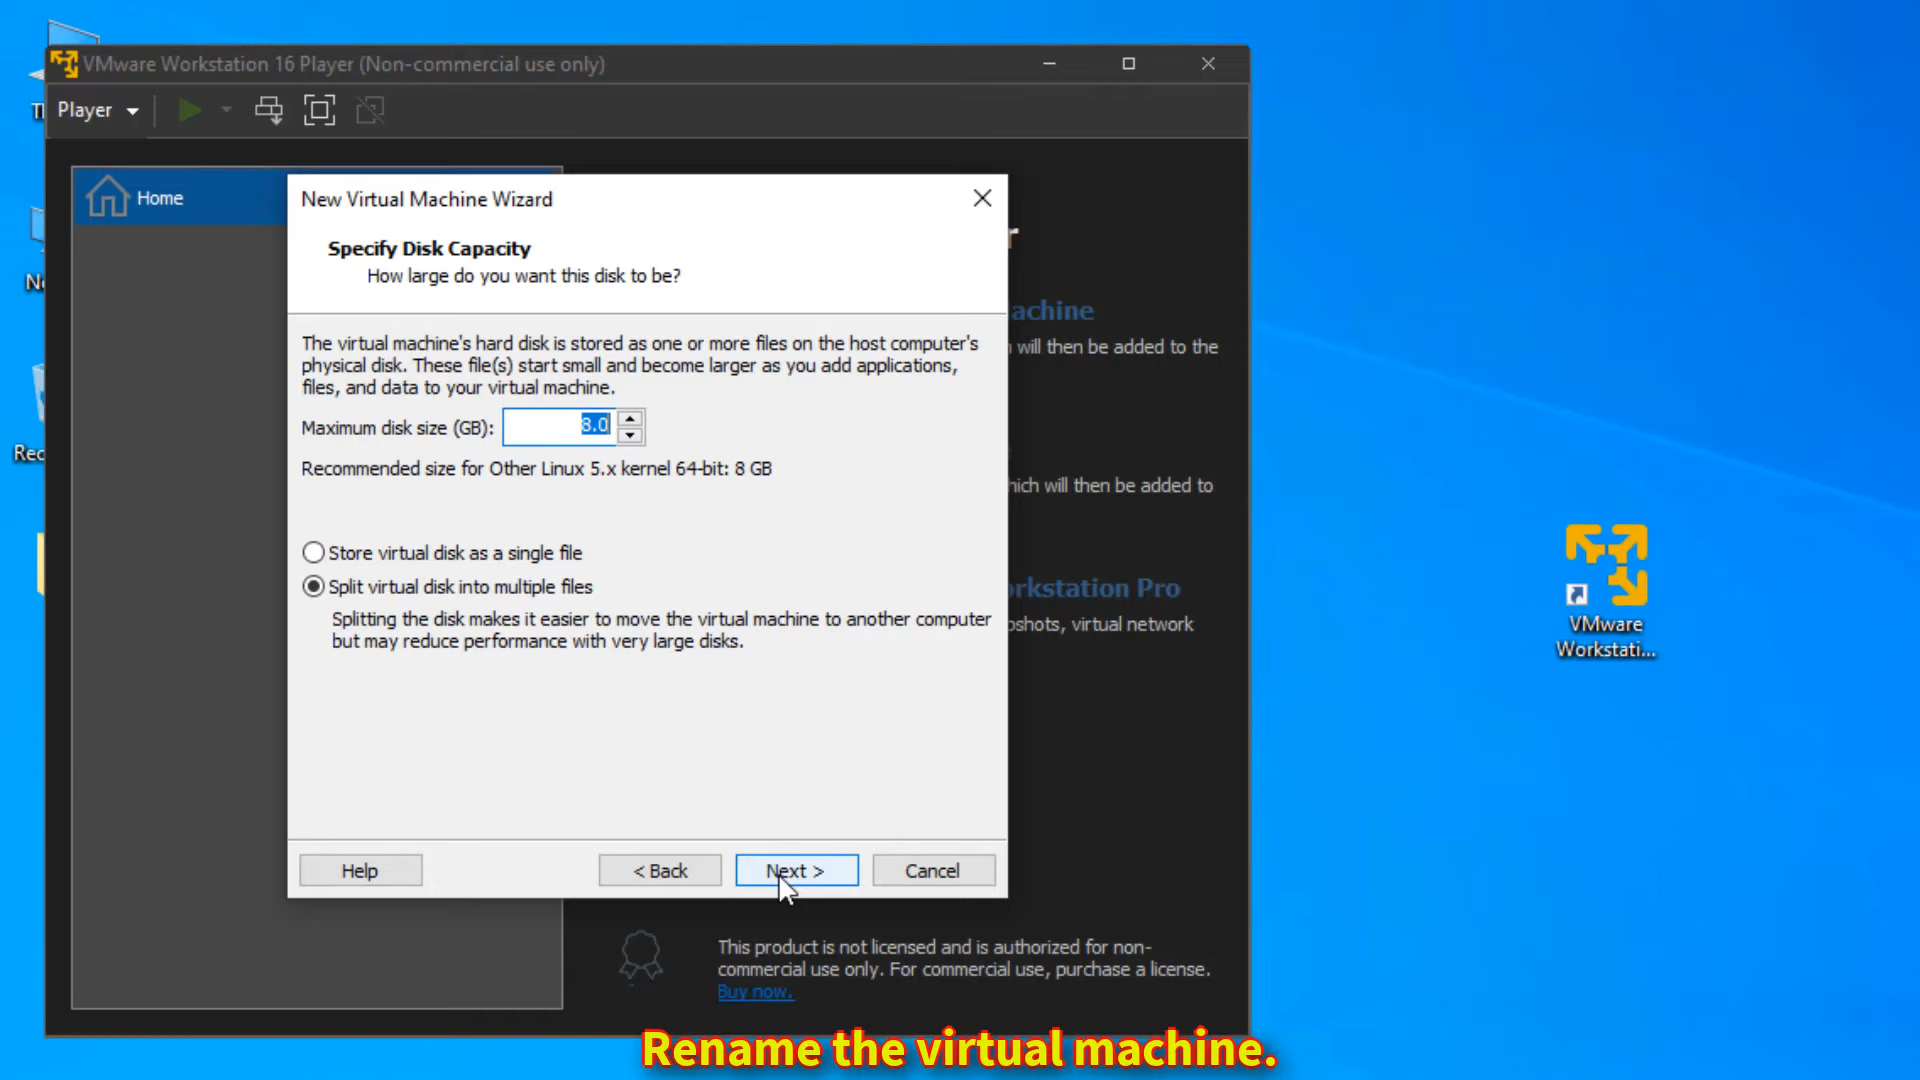 VMware Workstation 16 Player (Non-commercial use only)
Player
Home
New Virtual Machine Wizard
Specify Disk Capacity
How large do you want this disk to be?
The virtual machine's hard disk is stored as one or more files on the host computer's
physical disk. These file(s) start small and become larger as you add applications,
files, and data to your virtual machine.
Maximum disk size (GB): 8.0
Recommended size for Other Linux 5.x kernel 64-bit: 8 GB
Store virtual disk as a single file
Split virtual disk into multiple files
Splitting the disk makes it easier to move the virtual machine to another computer
but may reduce performance with very large disks.
Help
< Back
Next >
Cancel
achine
will then be added to the
hich will then be added to
rkstation Pro
pshots, virtual network
This product is not licensed and is authorized for non-
commercial use only. For commercial use, purchase a license.
Buy now.
Rec
VMware
Workstati...
Rename the virtual machine.